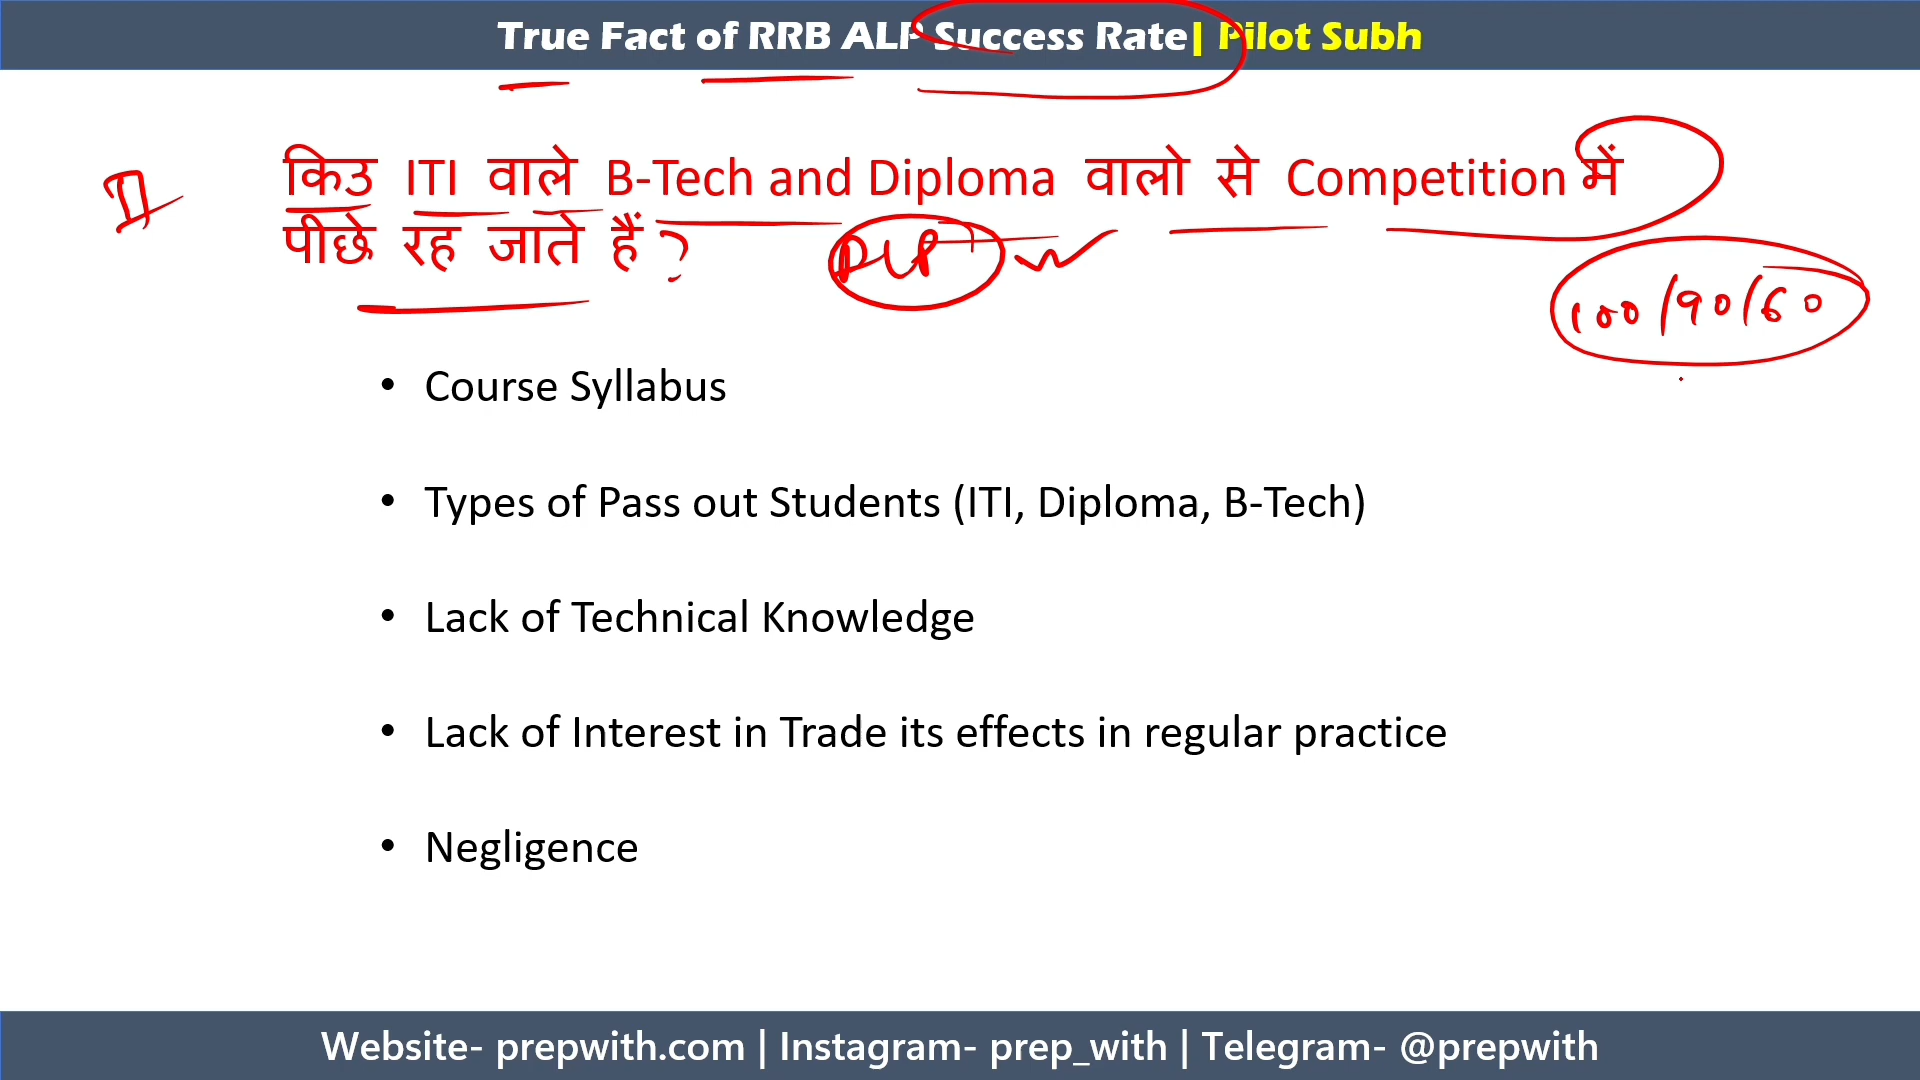 True Fact of RRB ALP Success Rate| Pilot Subh
किउ ITI वाले B-Tech and Diploma वालो से Competition में
पीछे रह जाते हैं ?
ALP
100/90/60
• Course Syllabus
• Types of Pass out Students (ITI, Diploma, B-Tech)
• Lack of Technical Knowledge
• Lack of Interest in Trade its effects in regular practice
• Negligence
Website- prepwith.com | Instagram- prep_with | Telegram- @prepwith